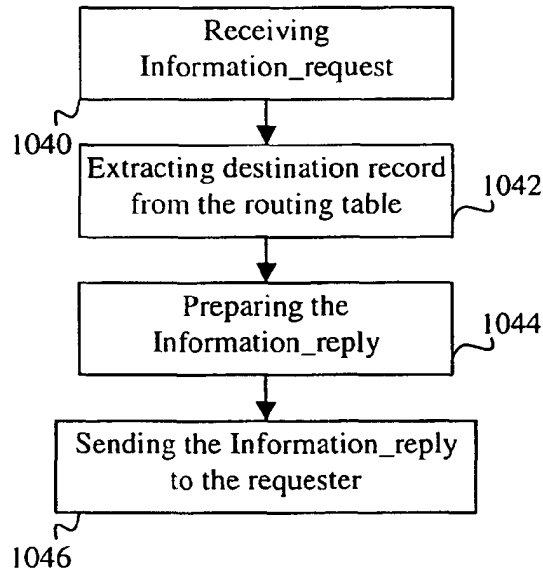 Receiving
Information_request
1040
Extracting destination record
from the routing table
1042
Preparing the
Information_reply
1044
Sending the Information_reply
to the requester
1046